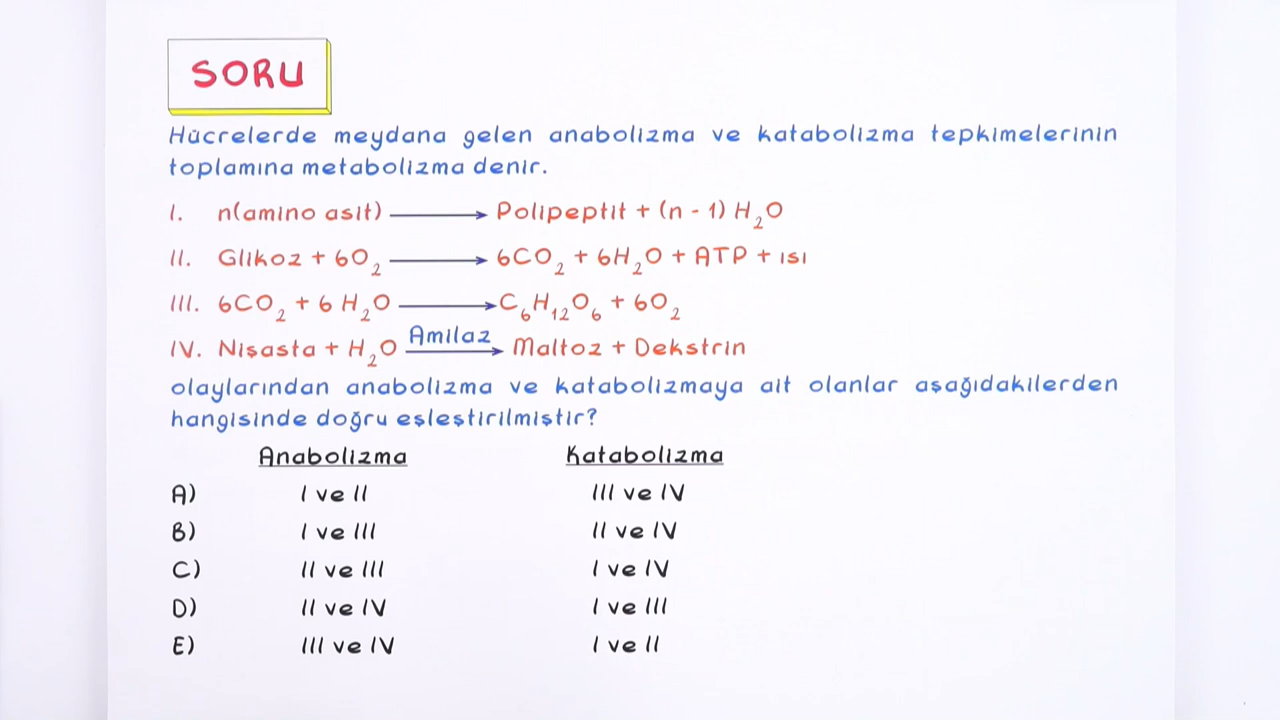 SORU
Hücrelerde meydana gelen anabolizma ve katabolizma tepkimelerinin
toplamına metabolizma denir.
I. n(amino asit) ⟶ Polipeptit + (n - 1) H₂O
II. Glikoz + 6O₂ ⟶ 6CO₂ + 6H₂O + ATP + ısı
III. 6CO₂ + 6 H₂O ⟶ C₆H₁₂O₆ + 6O₂
Amilaz
IV. Nişasta + H₂O ⟶ Maltoz + Dekstrin
olaylarından anabolizma ve katabolizmaya ait olanlar aşağıdakilerden
hangisinde doğru eşleştirilmiştir?
Anabolizma Katabolizma
A) I ve II III ve IV
B) I ve III II ve IV
C) II ve III I ve IV
D) II ve IV I ve III
E) III ve IV I ve II